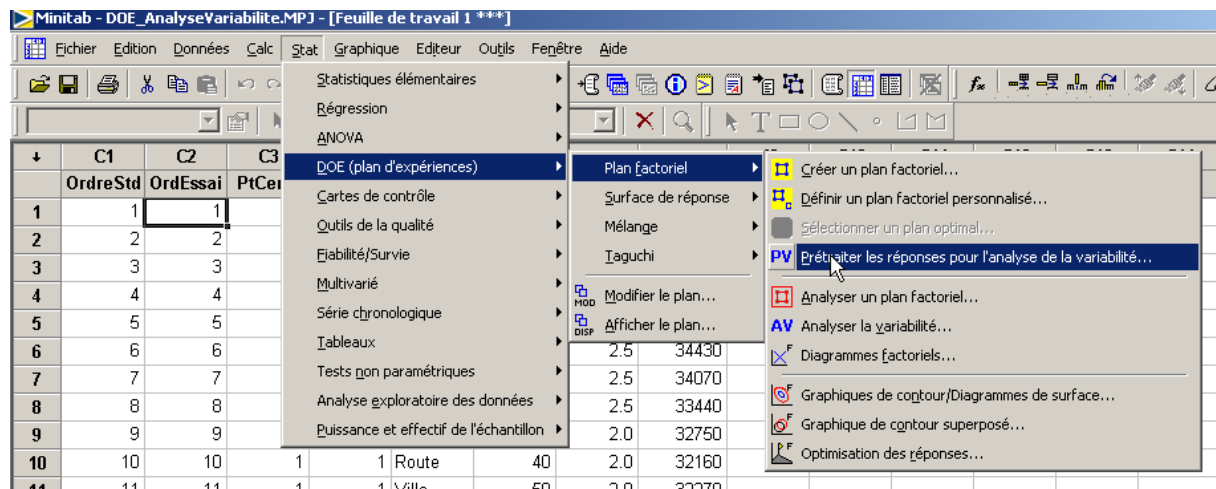 Minitab - DOE_AnalyseVariabilite.MPJ - [Feuille de travail 1 ***]
Fichier Edition Données Calc Stat Graphique Editeur Outils Fenêtre Aide
Statistiques élémentaires
Régression
ANOVA
DOE (plan d'expériences)
Cartes de contrôle
Outils de la qualité
Fiabilité/Survie
Multivarié
Série chronologique
Tableaux
Tests non paramétriques
Analyse exploratoire des données
Puissance et effectif de l'échantillon
Plan factoriel
Surface de réponse
Mélange
Taguchi
MOD Modifier le plan...
DISP Afficher le plan...
Créer un plan factoriel...
Définir un plan factoriel personnalisé...
Sélectionner un plan optimal...
PV Prétraiter les réponses pour l'analyse de la variabilité...
Analyser un plan factoriel...
AV Analyser la variabilité...
Diagrammes factoriels...
Graphiques de contour/Diagrammes de surface...
Graphique de contour superposé...
Optimisation des réponses...
C1 C2 C3
OrdreStd OrdEssai PtCe
1 1 1
2 2 2
3 3 3
4 4 4
5 5 5
6 6 6 2.5 34430
7 7 7 2.5 34070
8 8 8 2.5 33440
9 9 9 2.0 32750
10 10 10 1 1 Route 40 2.0 32160